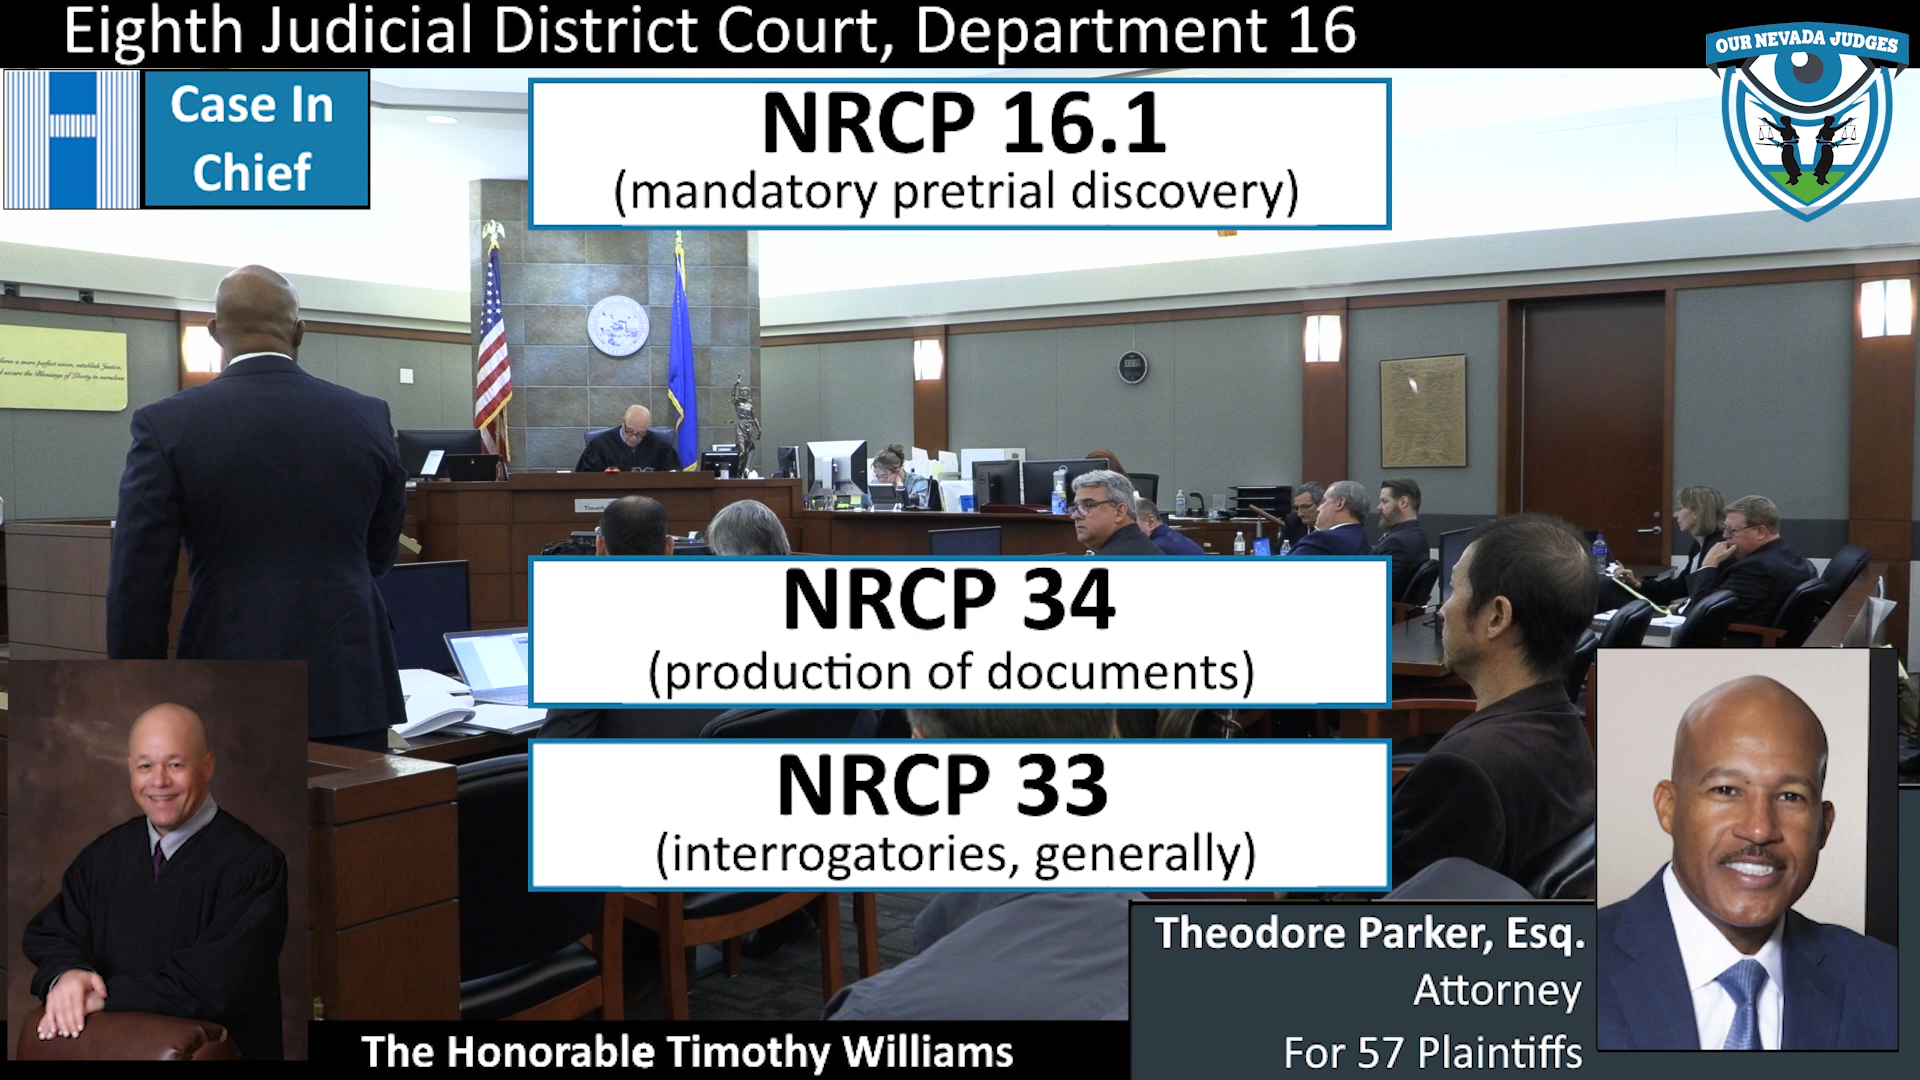 Eighth Judicial District Court, Department 16
OUR NEVADA JUDGES
Case In
Chief
NRCP 16.1
(mandatory pretrial discovery)
NRCP 34
(production of documents)
NRCP 33
(interrogatories, generally)
Theodore Parker, Esq.
Attorney
For 57 Plaintiffs
The Honorable Timothy Williams